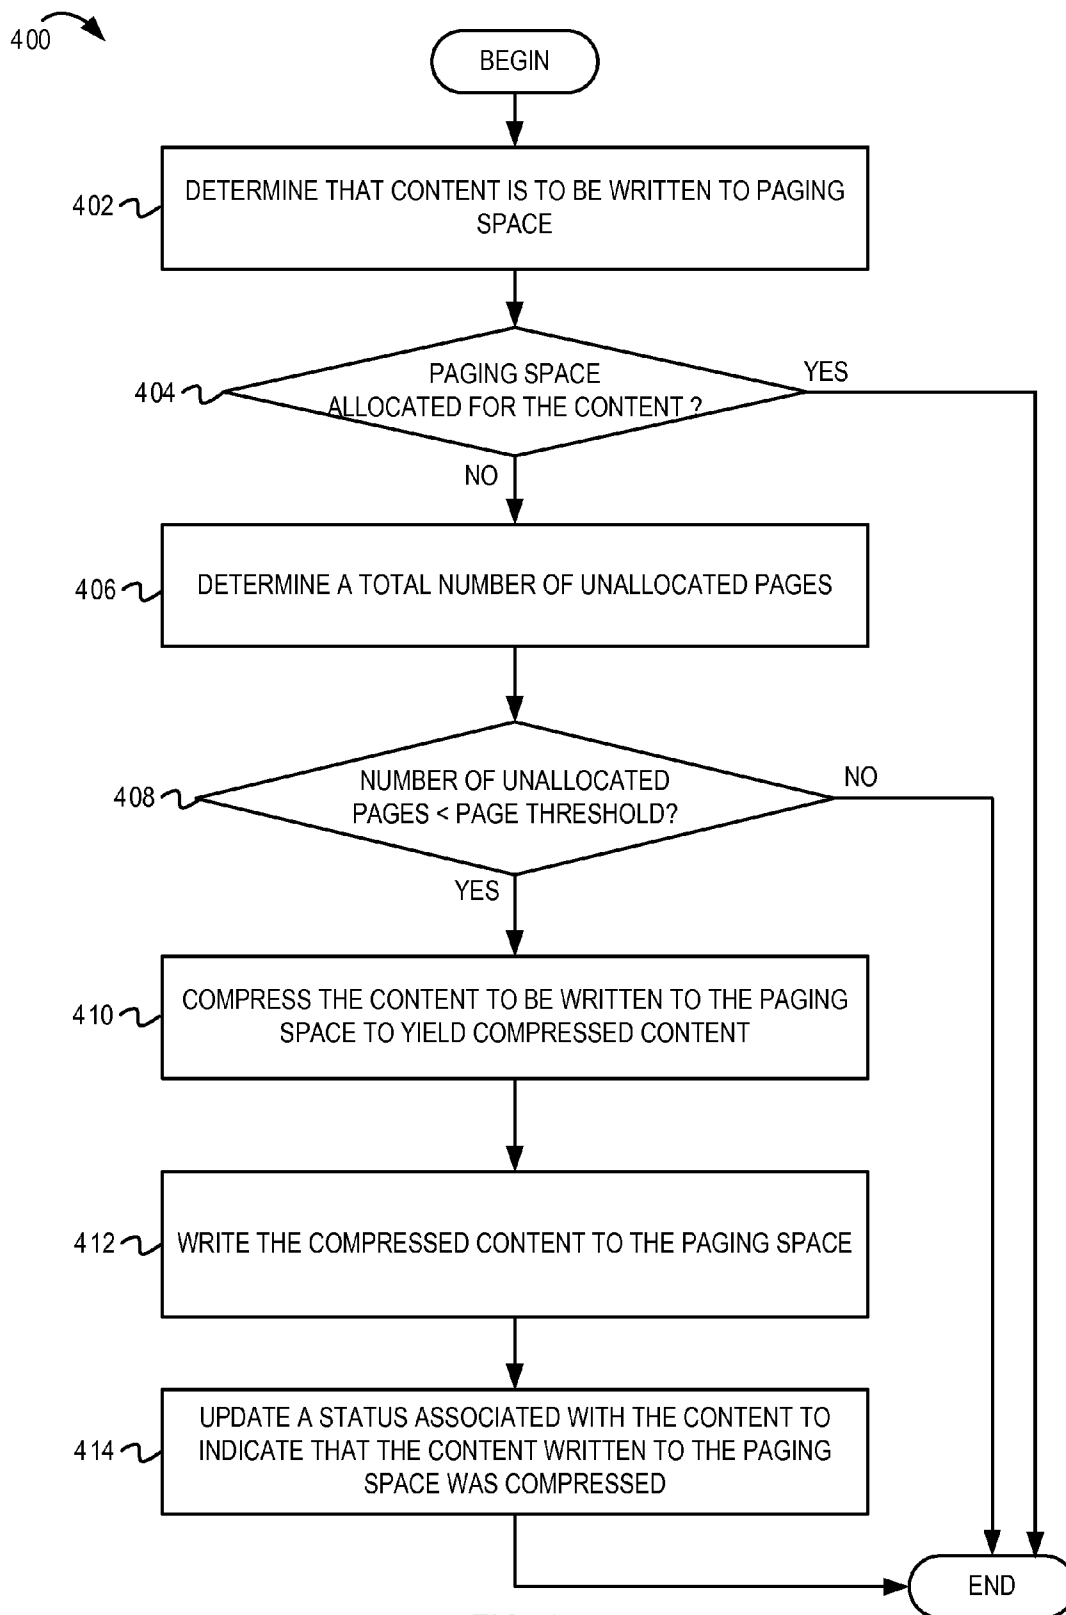 400
BEGIN
402
DETERMINE THAT CONTENT IS TO BE WRITTEN TO PAGING
SPACE
404
PAGING SPACE
ALLOCATED FOR THE CONTENT ?
YES
NO
406
DETERMINE A TOTAL NUMBER OF UNALLOCATED PAGES
408
NUMBER OF UNALLOCATED
PAGES < PAGE THRESHOLD?
NO
YES
410
COMPRESS THE CONTENT TO BE WRITTEN TO THE PAGING
SPACE TO YIELD COMPRESSED CONTENT
412
WRITE THE COMPRESSED CONTENT TO THE PAGING SPACE
414
UPDATE A STATUS ASSOCIATED WITH THE CONTENT TO
INDICATE THAT THE CONTENT WRITTEN TO THE PAGING
SPACE WAS COMPRESSED
END